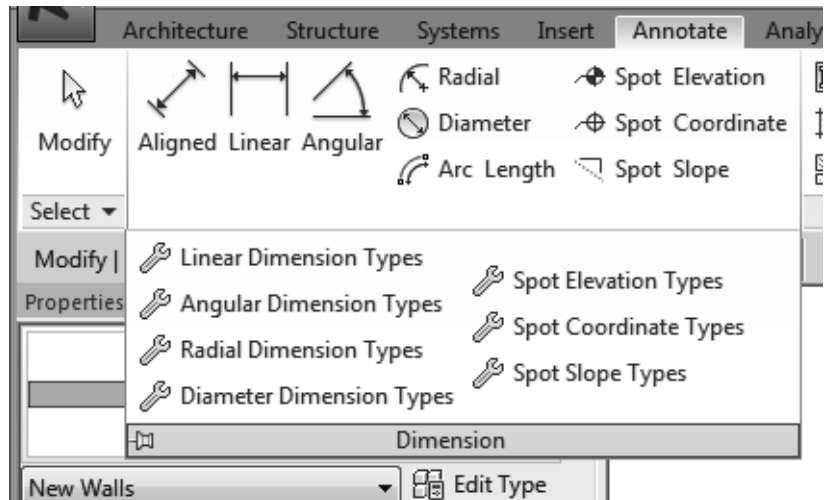 Architecture Structure Systems Insert Annotate Analy
Radial Spot Elevation
Diameter Spot Coordinate
Modify Aligned Linear Angular
Arc Length Spot Slope
Select
Modify |
Linear Dimension Types
Spot Elevation Types
Properties
Angular Dimension Types
Spot Coordinate Types
Radial Dimension Types
Spot Slope Types
Diameter Dimension Types
Dimension
New Walls Edit Type